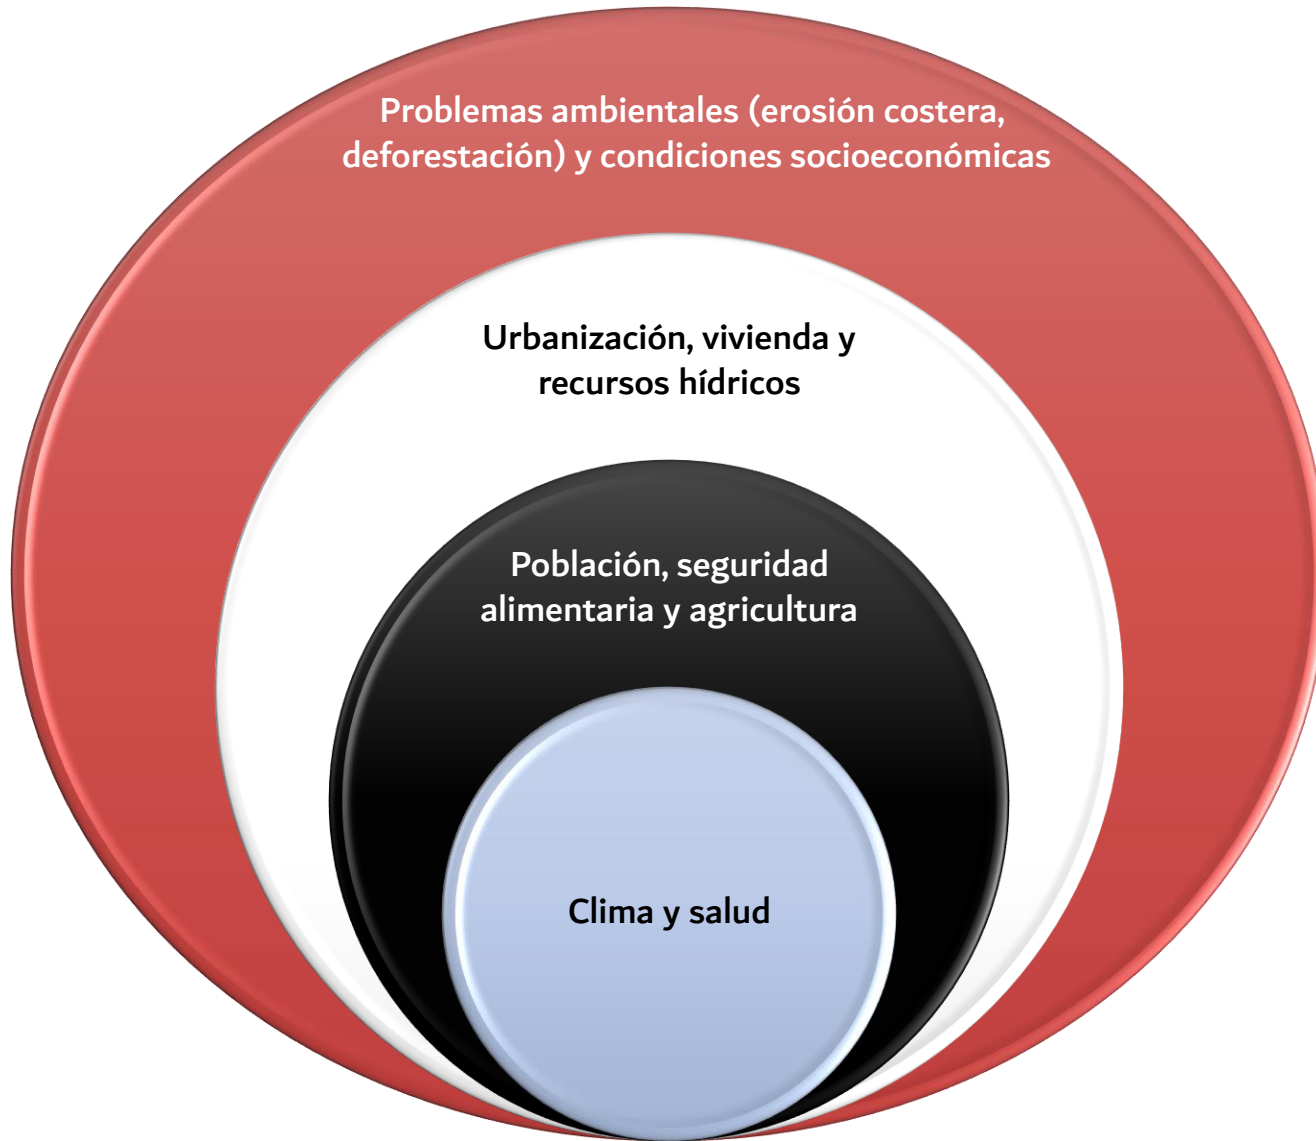 Problemas ambientales (erosión costera,
deforestación) y condiciones socioeconómicas
Urbanización, vivienda y
recursos hídricos
Población, seguridad
alimentaria y agricultura
Clima y salud